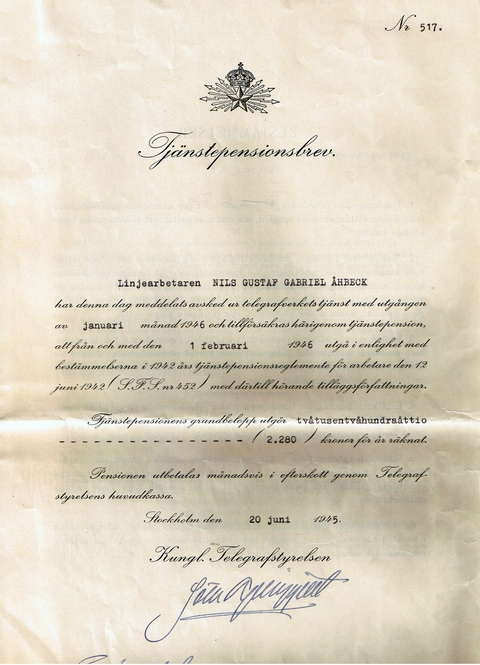 Nr 517.
Tjänstepensionsbrev.
Linjearbetaren NILS GUSTAF GABRIEL ÅHBECK
har denna dag meddelats avsked ur telegrafverkets tjänst med utgången
av januari månad 1946 och tillförsäkras härigenom tjänstepension,
att från och med den 1 februari 1946 utgå i enlighet med
bestämmelserna i 1942 års tjänstepensionsreglemente för arbetare den 12
juni 1942 (S.F.S. nr 452) med därtill hörande tilläggsförfattningar.
Tjänstepensionens grundbelopp utgör tvåtusentvåhundraåttio
- - - - - - - - - - - - - - - - (2.280) kronor för år räknat.
Pensionen utbetalas månadsvis i efterskott genom Telegraf-
styrelsens huvudkassa.
Stockholm den 20 juni 1945.
Kungl. Telegrafstyrelsen